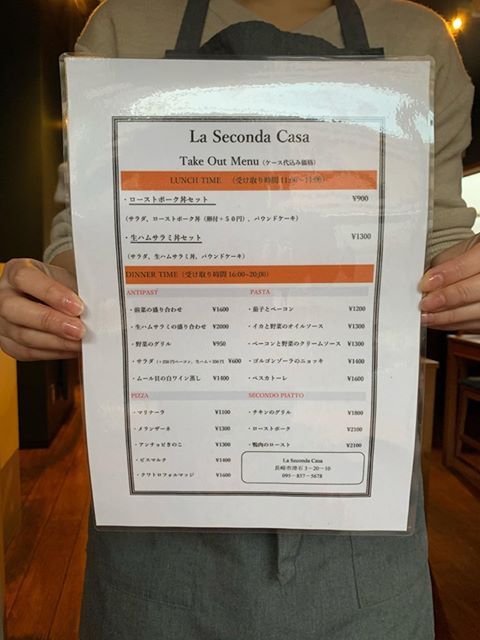 La Seconda Casa
Take Out Menu (ケース代込み価格)
LUNCH TIME (受け取り時間 11:00~14:00)
・ローストポーク丼セット ¥900
(サラダ、ローストポーク丼(卵付+50円)、パウンドケーキ)
・生ハムサラミ丼セット ¥1300
(サラダ、生ハムサラミ丼、パウンドケーキ)
DINNER TIME (受け取り時間 16:00~20:00)
ANTIPAST
・前菜の盛り合わせ ¥1600
・生ハムサラミの盛り合わせ ¥2000
・野菜のグリル ¥950
・サラダ ¥600
・ムール貝の白ワイン蒸し ¥1400
PASTA
・茄子とベーコン ¥1200
・イカと野菜のオイルソース ¥1300
・ベーコンと野菜のクリームソース ¥1300
・ゴルゴンゾーラのニョッキ ¥1400
・ペスカトーレ ¥1600
PIZZA
・マリナーラ ¥1100
・メランザーネ ¥1300
・アンチョビきのこ ¥1300
・ビスマルク ¥1400
・クワトロフォルマッジ ¥1600
SECONDO PIATTO
・チキンのグリル ¥1800
・ローストポーク ¥2100
・鴨肉のロースト ¥2100
La Seconda Casa
長崎市滑石3-20-10
095-857-5678